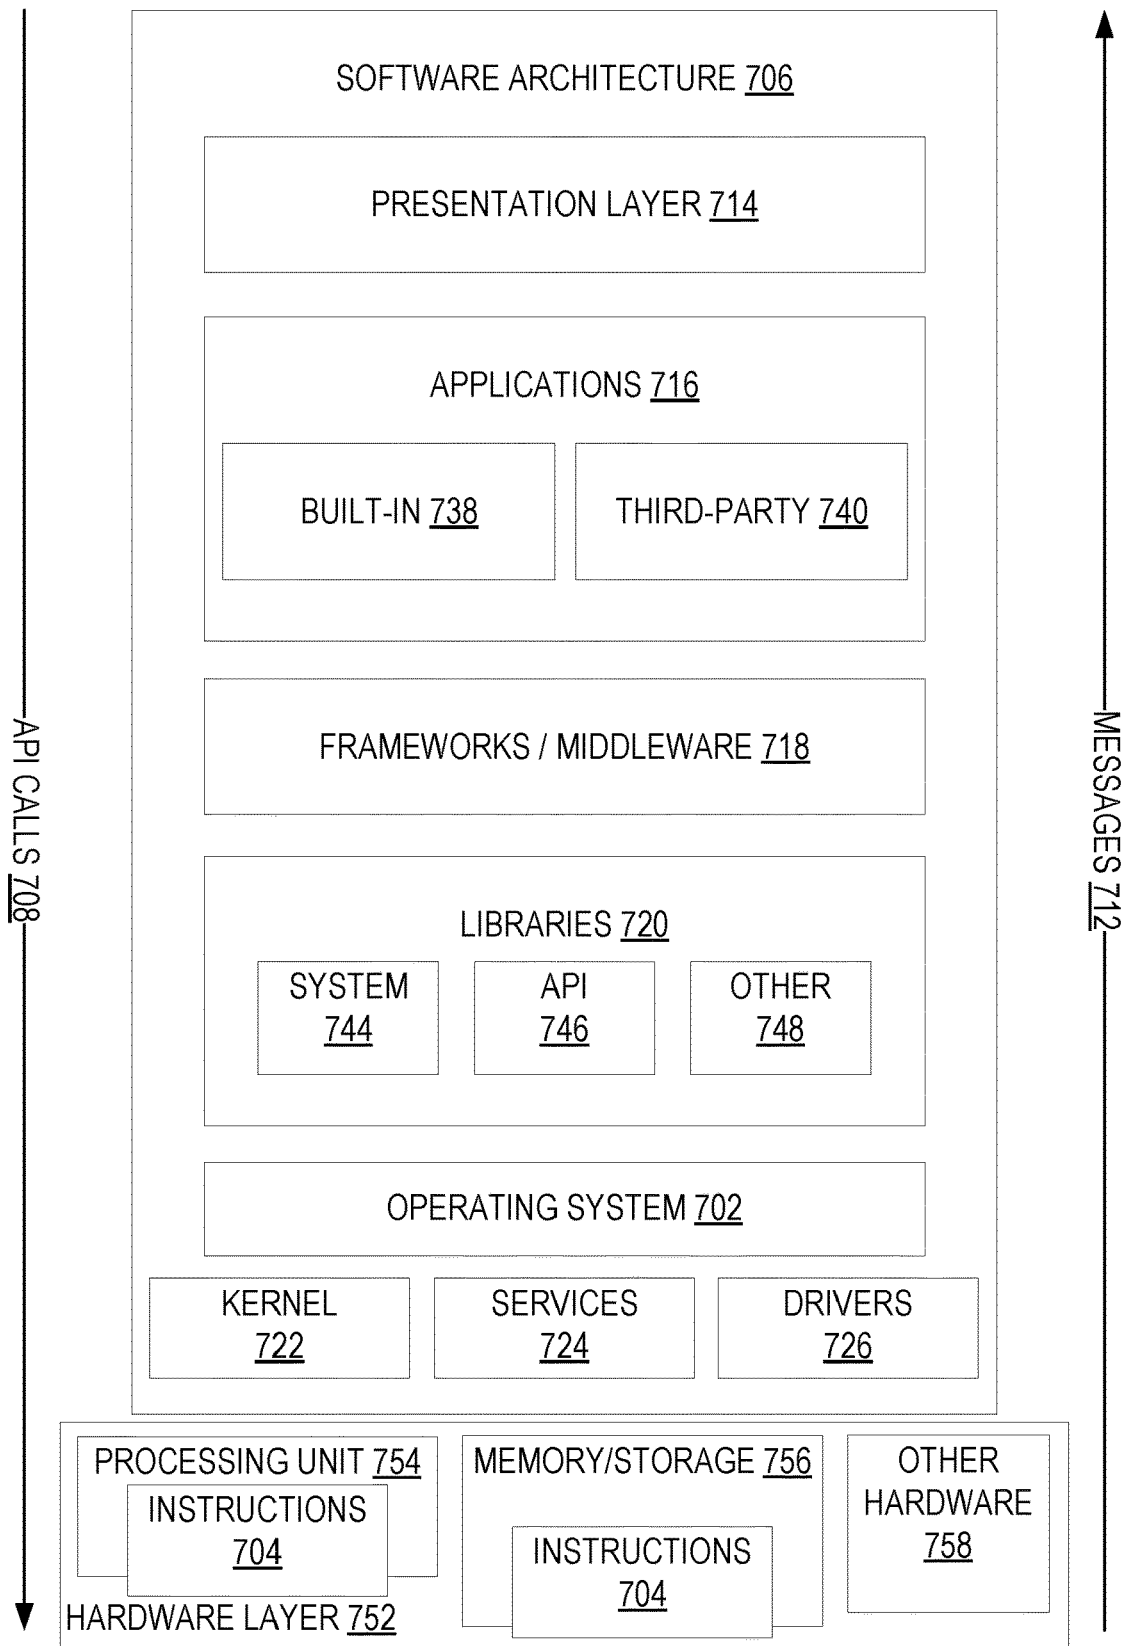 SOFTWARE ARCHITECTURE 706
PRESENTATION LAYER 714
APPLICATIONS 716
BUILT-IN 738
THIRD-PARTY 740
FRAMEWORKS / MIDDLEWARE 718
API CALLS 708
MESSAGES 712
LIBRARIES 720
SYSTEM
744
API
746
OTHER
748
OPERATING SYSTEM 702
KERNEL
722
SERVICES
724
DRIVERS
726
PROCESSING UNIT 754
INSTRUCTIONS
704
MEMORY/STORAGE 756
INSTRUCTIONS
704
OTHER
HARDWARE
758
HARDWARE LAYER 752